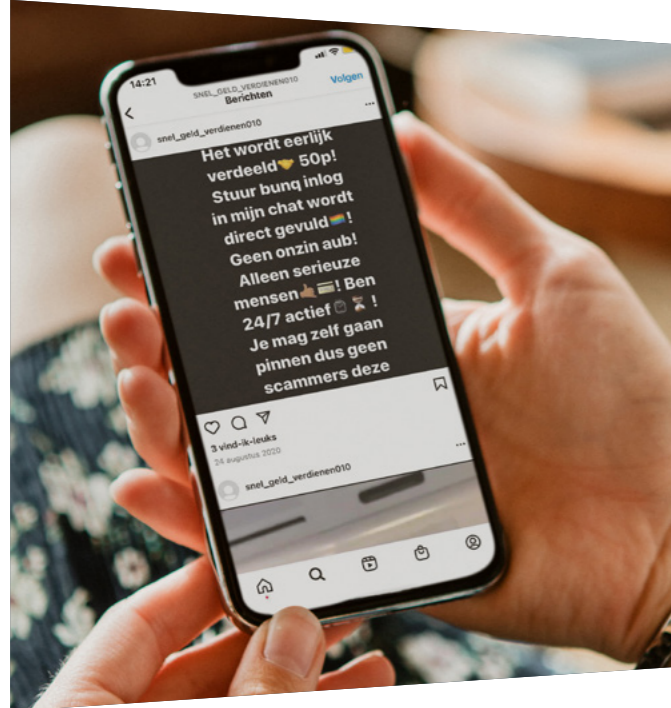 14:21
SNEL_GELD_VERDIENEN010
Berichten
Volgen
snel_geld_verdienen010
Het wordt eerlijk
verdeeld🤝 50p!
Stuur bunq inlog
in mijn chat wordt
direct gevuld🏳️‍🌈!
Geen onzin aub!
Alleen serieuze
mensen🤙🏽💳! Ben
24/7 actief⌚️⏳ !
Je mag zelf gaan
pinnen dus geen
scammers deze
3 vind-ik-leuks
24 augustus 2020
snel_geld_verdienen010